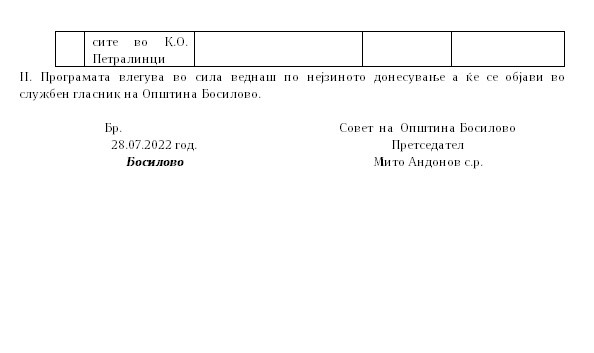 сите во К.О.
Петралинци
II. Програмата влегува во сила веднаш по нејзиното донесување а ќе се објави во
службен гласник на Општина Босилово.
Бр. Совет на Општина Босилово
28.07.2022 год. Претседател
Босилово Мито Андонов с.р.